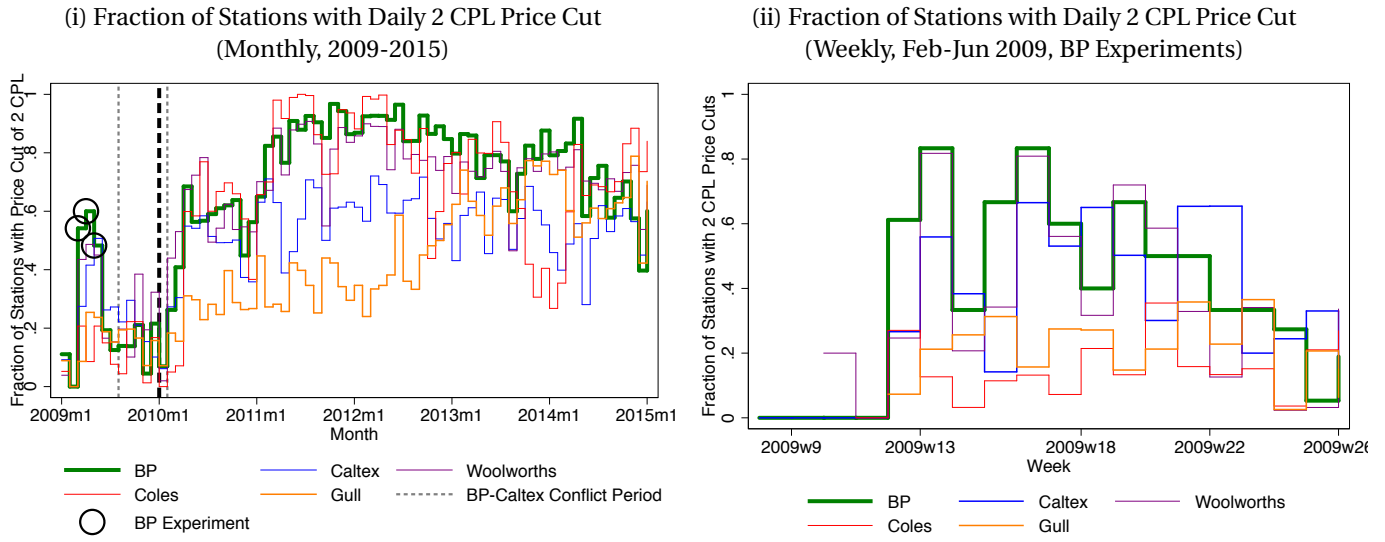 (i) Fraction of Stations with Daily 2 CPL Price Cut
(Monthly, 2009-2015)
Fraction of Stations with Price Cut of 2 CPL
1
.8
.6
.4
.2
0
2009m1
2010m1
2011m1
2012m1
2013m1
2014m1
2015m1
Month
BP
Caltex
Woolworths
Coles
Gull
BP-Caltex Conflict Period
BP Experiment
(ii) Fraction of Stations with Daily 2 CPL Price Cut
(Weekly, Feb-Jun 2009, BP Experiments)
Fraction of Stations with 2 CPL Price Cuts
1
.8
.6
.4
.2
0
2009w9
2009w13
2009w18
2009w22
2009w26
Week
BP
Caltex
Woolworths
Coles
Gull